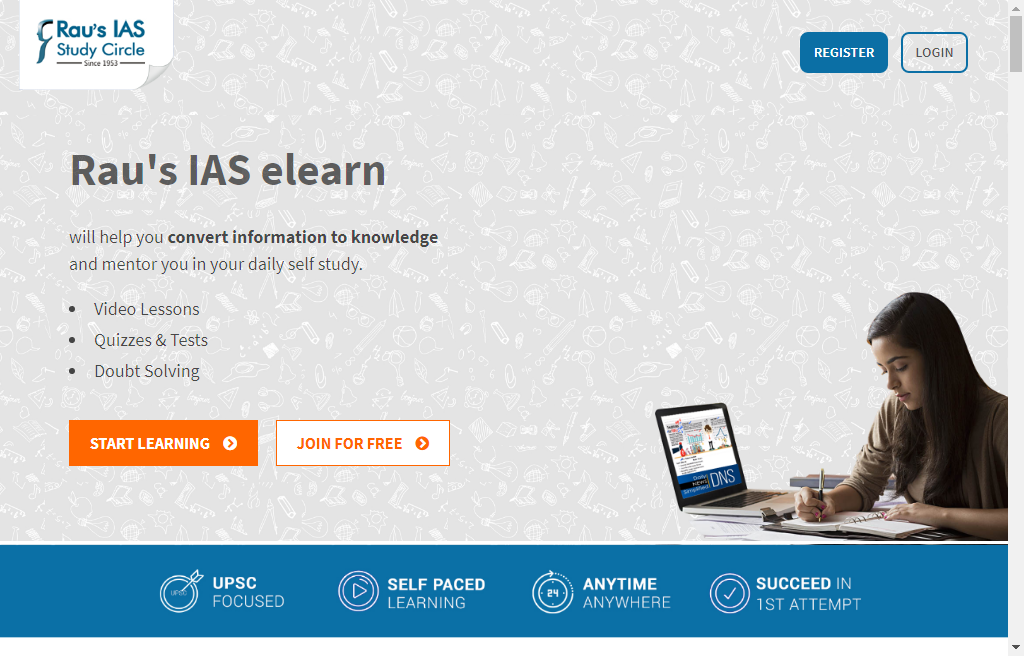 Rau's IAS
Study Circle
Since 1953
REGISTER
LOGIN
Rau's IAS elearn
will help you convert information to knowledge
and mentor you in your daily self study.
Video Lessons
Quizzes & Tests
Doubt Solving
START LEARNING
JOIN FOR FREE
DNS
UPSC
UPSC
FOCUSED
SELF PACED
LEARNING
24
ANYTIME
ANYWHERE
SUCCEED IN
1ST ATTEMPT